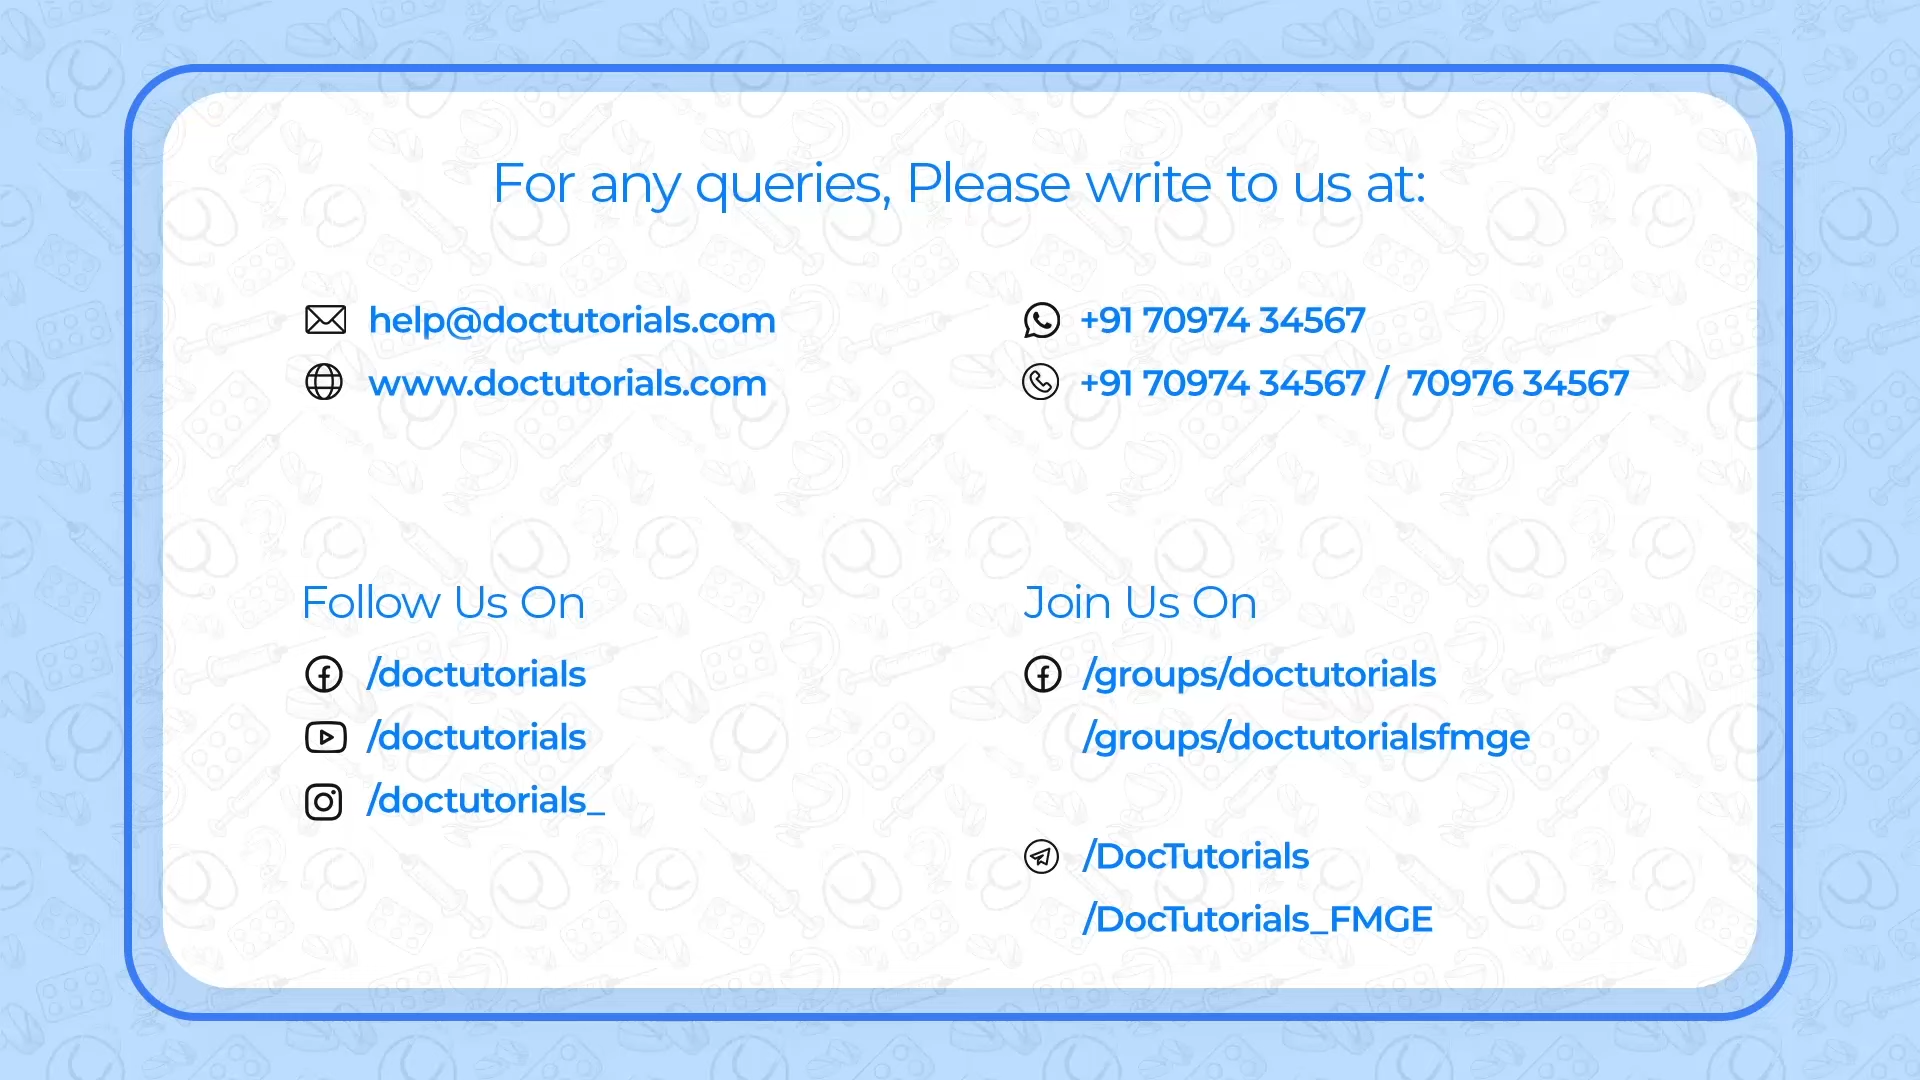 For any queries, Please write to us at:
help@doctutorials.com
www.doctutorials.com
+91 70974 34567
+91 70974 34567 / 70976 34567
Follow Us On
/doctutorials
/doctutorials
/doctutorials_
Join Us On
/groups/doctutorials
/groups/doctutorialsfmge
/DocTutorials
/DocTutorials_FMGE